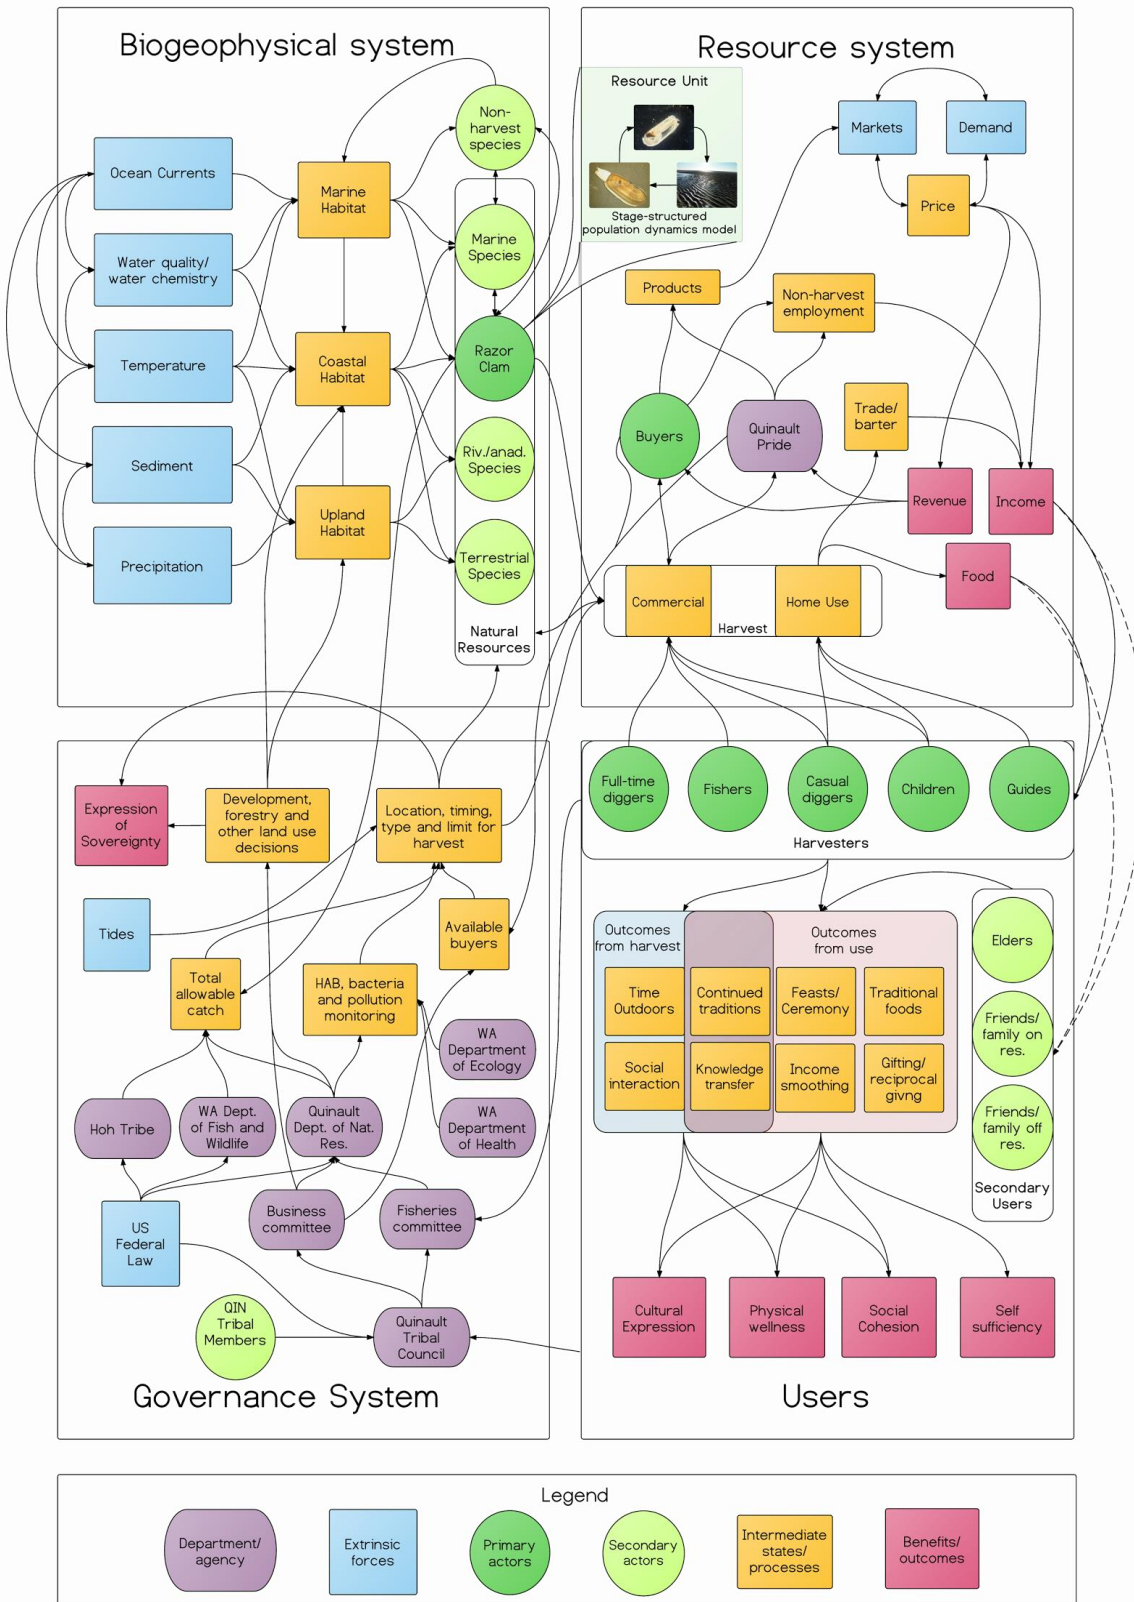 Biogeophysical system
Ocean Currents
Water quality/
water chemistry
Temperature
Sediment
Precipitation
Marine
Habitat
Coastal
Habitat
Upland
Habitat
Non-
harvest
species
Marine
Species
Razor
Clam
Riv./anad.
Species
Terrestrial
Species
Natural
Resources
Resource system
Resource Unit
Stage-structured
population dynamics model
Markets
Demand
Price
Products
Non-harvest
employment
Buyers
Quinault
Pride
Trade/
barter
Revenue
Income
Food
Commercial
Harvest
Home Use
Expression
of
Sovereignty
Development,
forestry and
other land use
decisions
Location, timing,
type and limit for
harvest
Tides
Total
allowable
catch
HAB, bacteria
and pollution
monitoring
Available
buyers
WA
Department
of Ecology
WA
Department
of Health
Hoh Tribe
WA Dept.
of Fish and
Wildlife
Quinault
Dept. of Nat.
Res.
US
Federal
Law
Business
committee
Fisheries
committee
QIN
Tribal
Members
Quinault
Tribal
Council
Governance System
Full-time
diggers
Fishers
Casual
diggers
Children
Guides
Harvesters
Outcomes
from harvest
Outcomes
from use
Time
Outdoors
Continued
traditions
Feasts/
Ceremony
Traditional
foods
Social
interaction
Knowledge
transfer
Income
smoothing
Gifting/
reciprocal
givng
Elders
Friends/
family on
res.
Friends/
family off
res.
Secondary
Users
Cultural
Expression
Physical
wellness
Social
Cohesion
Self
sufficiency
Users
Legend
Department/
agency
Extrinsic
forces
Primary
actors
Secondary
actors
Intermediate
states/
processes
Benefits/
outcomes